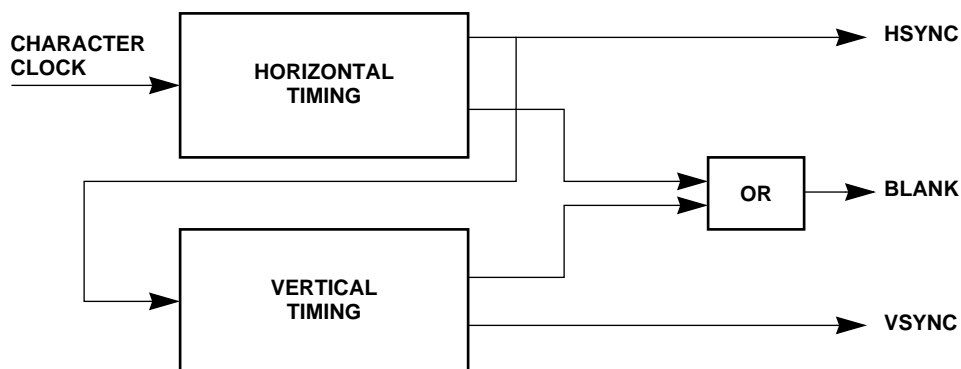 CHARACTER
CLOCK
HORIZONTAL
TIMING
HSYNC
OR
BLANK
VERTICAL
TIMING
VSYNC